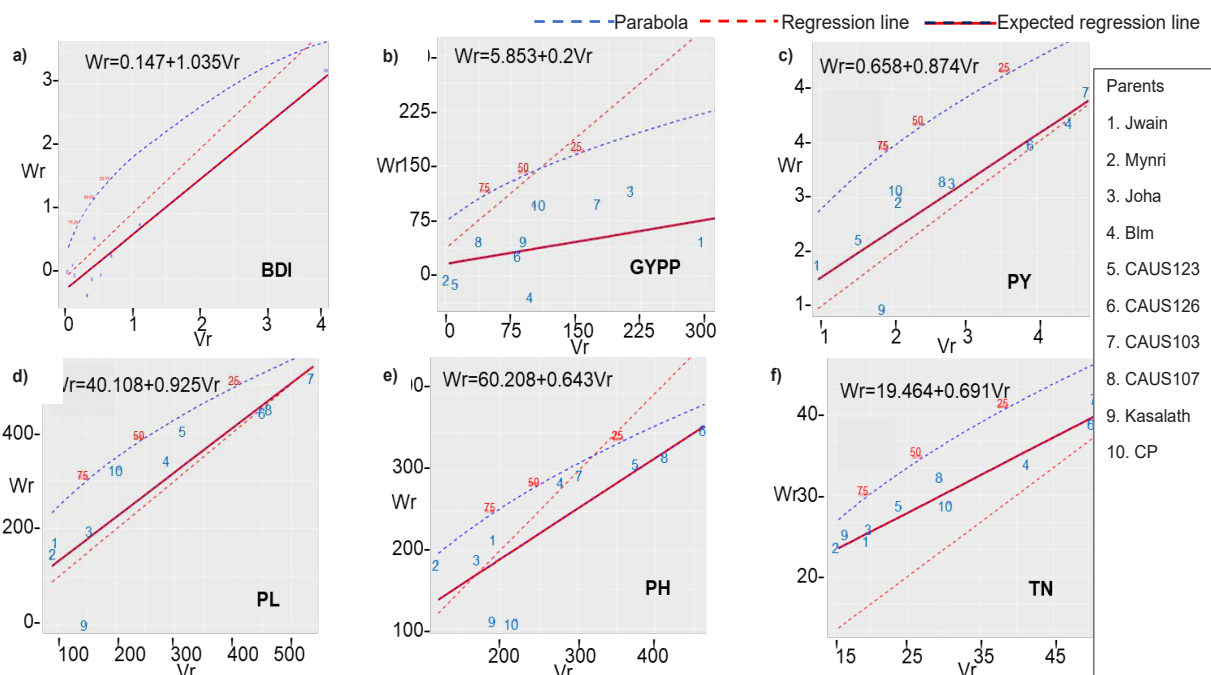 Parabola Regression line Expected regression line
a)
Wr=0.147+1.035Vr
3
2
Wr
1
0
BDI
0 1 2 3 4
Vr
b)
Wr=5.853+0.2Vr
225
Wr150
75
0
75 50 25
1 2 3 4 5 6 7 8 9 10
GYPP
0 75 150 225 300
Vr
c)
Wr=0.658+0.874Vr
4
4
Wr
3
2
1
75 50 25
1 2 3 4 5 6 7 8 9 10
PY
1 2 3 4
Vr
d)
Wr=40.108+0.925Vr
400
Wr
200
0
75 50 25
1 2 3 4 5 6 7 8 9 10
PL
100 200 300 400 500
Vr
e)
Wr=60.208+0.643Vr
300
Wr
200
100
75 50 25
1 2 3 4 5 6 7 8 9 10
PH
200 300 400
Vr
f)
Wr=19.464+0.691Vr
40
Wr
30
20
75 50 25
2 9 3 1 5 8 4 6 7
TN
15 25 35 45
Vr
Parents
1. Jwain
2. Mynri
3. Joha
4. Blm
5. CAUS123
6. CAUS126
7. CAUS103
8. CAUS107
9. Kasalath
10. CP